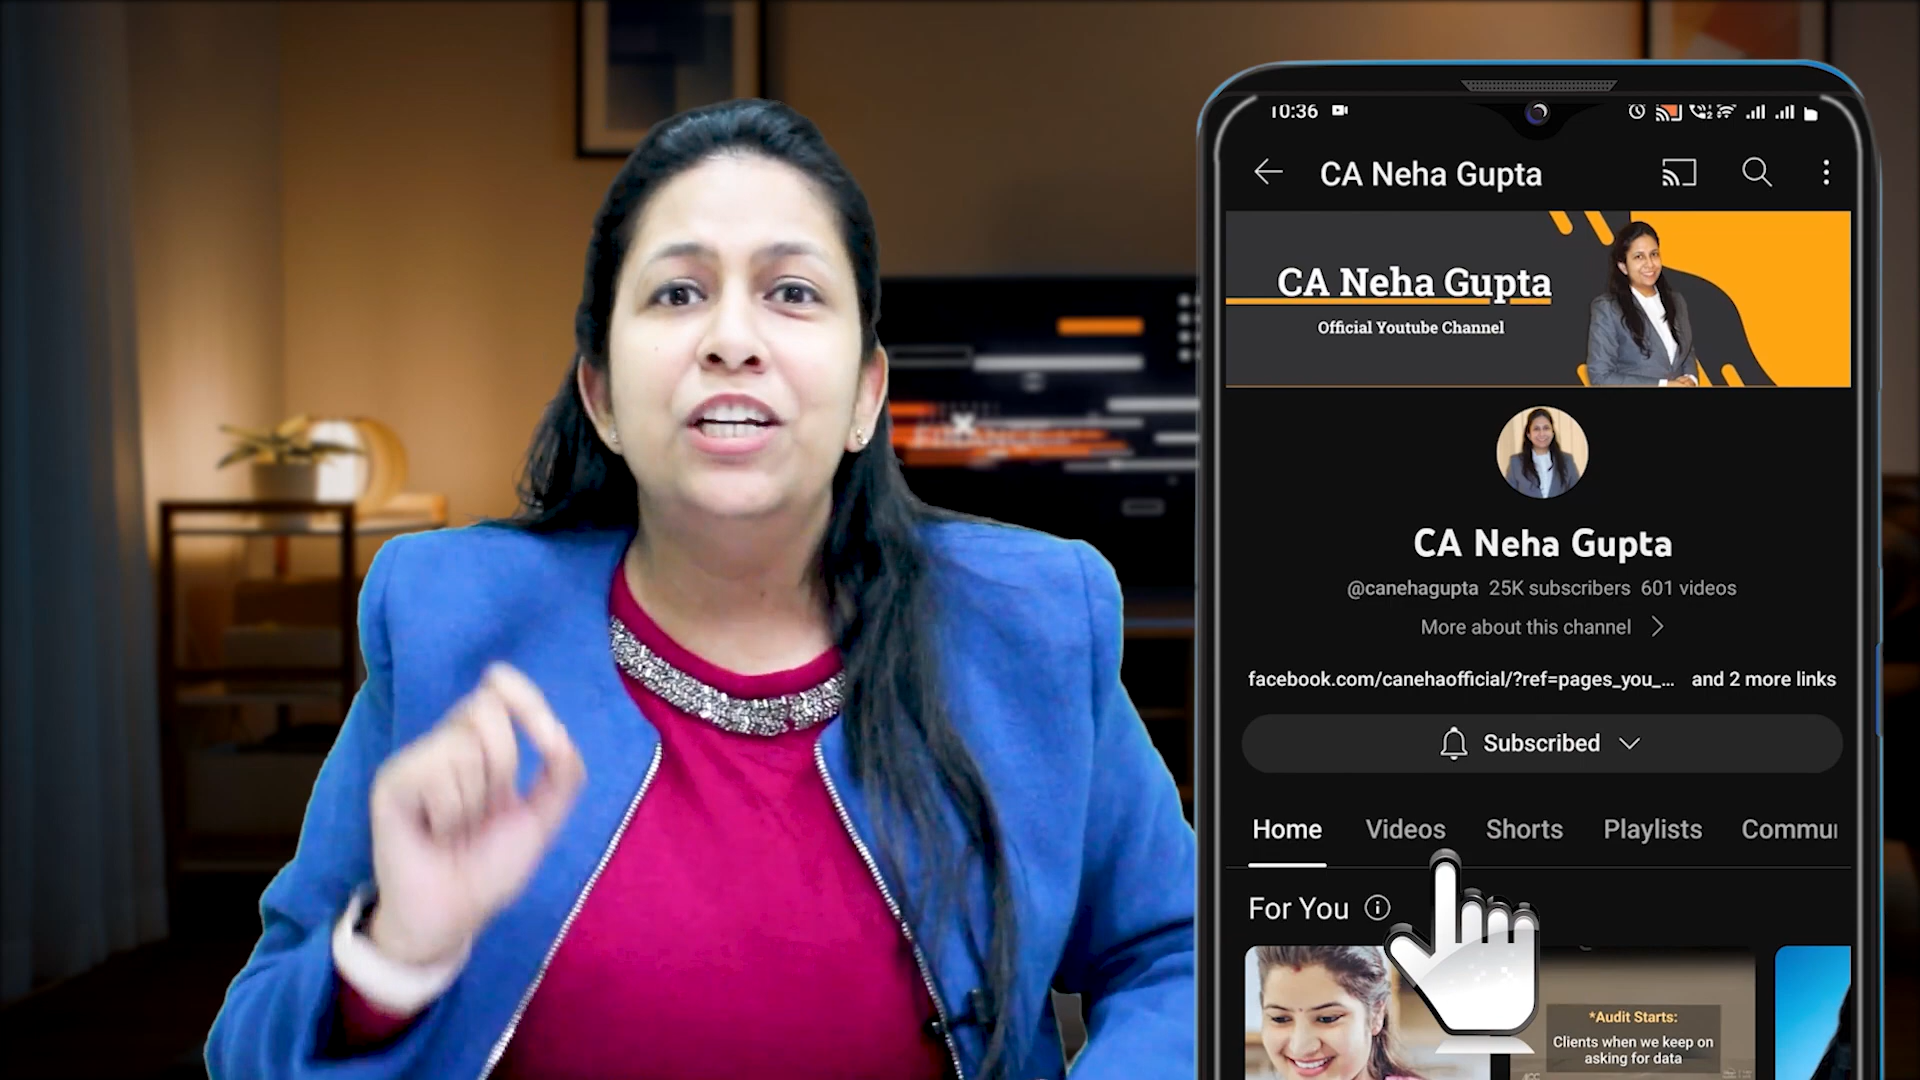 10:36
CA Neha Gupta
CA Neha Gupta
Official Youtube Channel
CA Neha Gupta
@canehagupta 25K subscribers 601 videos
More about this channel
facebook.com/canehaofficial/?ref=pages_you_... and 2 more links
Subscribed
Home Videos Shorts Playlists Commu
For You
*Audit Starts:
Clients when we keep on
asking for data